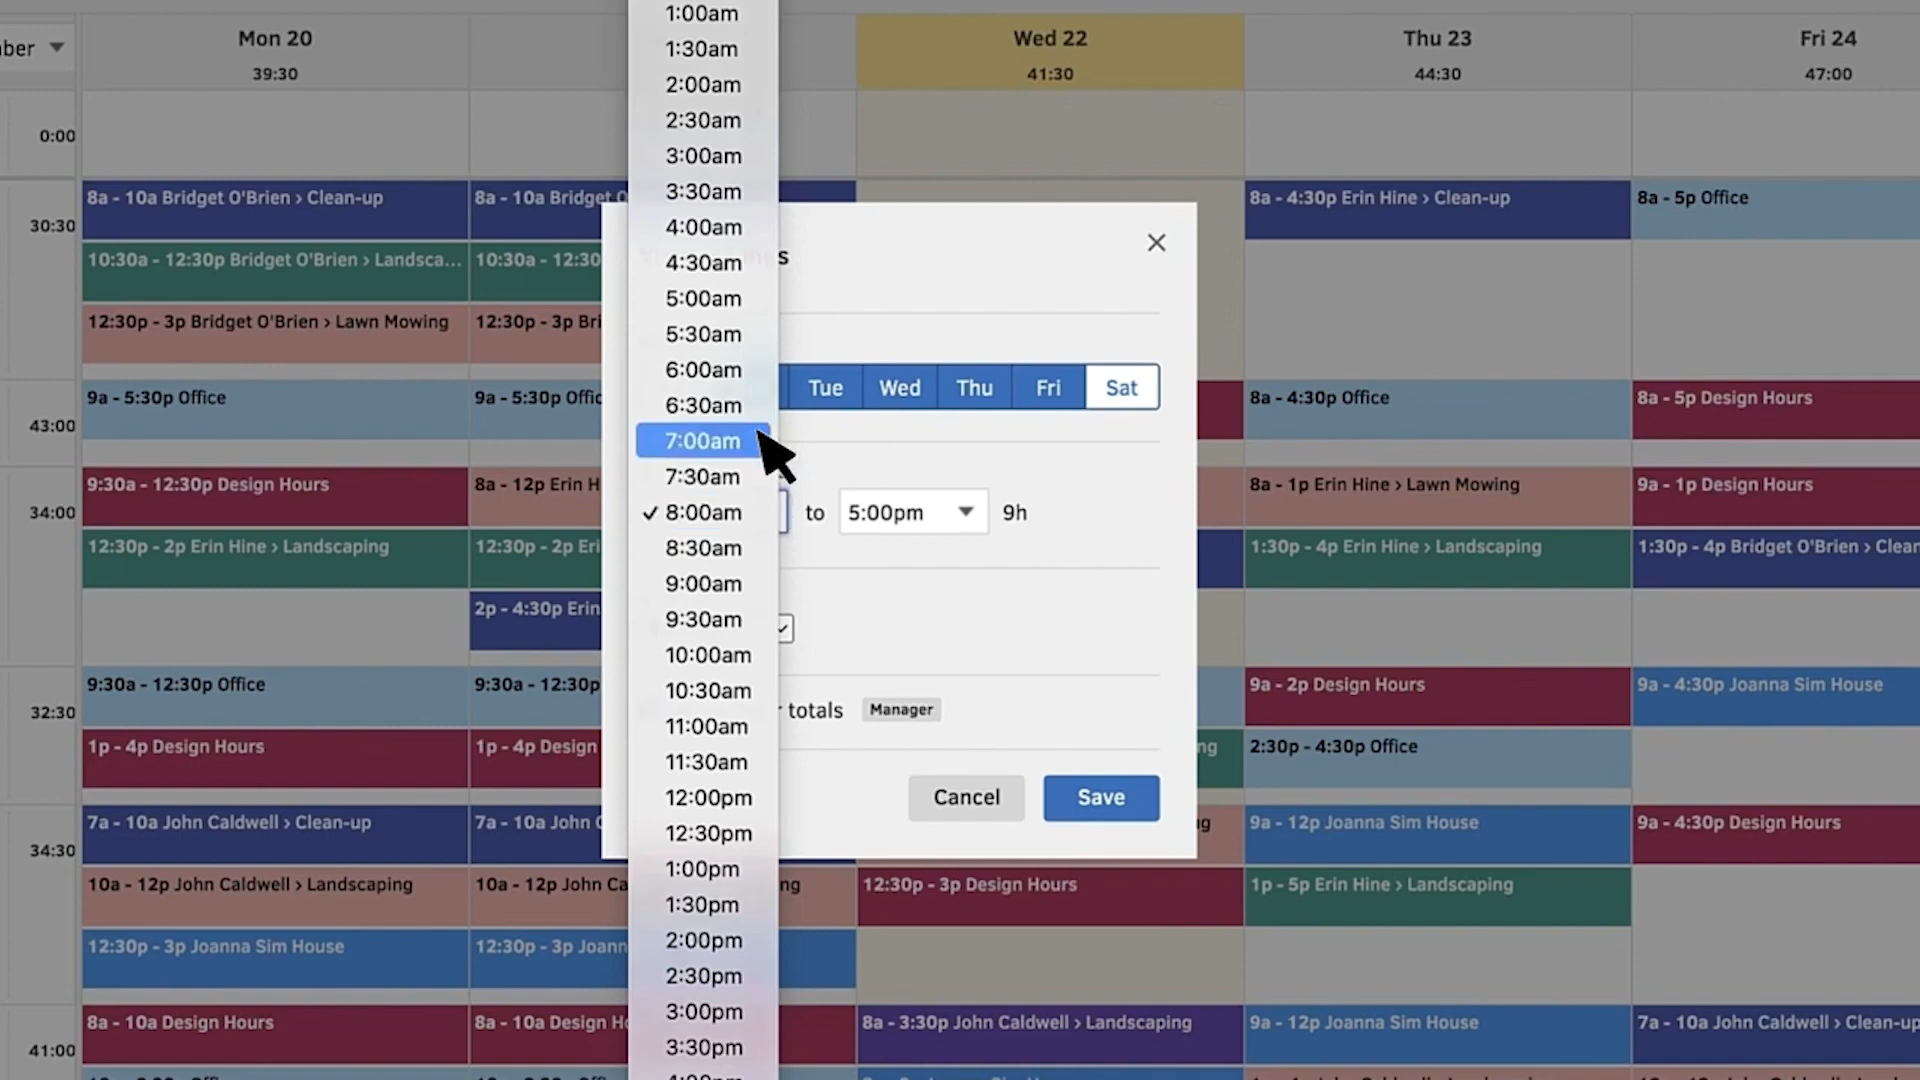 ber
Mon 20
39:30
Wed 22
41:30
Thu 23
44:30
Fri 24
47:00
0:00
30:30
43:00
34:00
32:30
34:30
41:00
8a - 10a Bridget O'Brien › Clean-up
10:30a - 12:30p Bridget O'Brien › Landsca...
12:30p - 3p Bridget O'Brien › Lawn Mowing
9a - 5:30p Office
9:30a - 12:30p Design Hours
12:30p - 2p Erin Hine › Landscaping
9:30a - 12:30p Office
1p - 4p Design Hours
7a - 10a John Caldwell › Clean-up
10a - 12p John Caldwell › Landscaping
12:30p - 3p Joanna Sim House
8a - 10a Design Hours
8a - 10a Bridget O
10:30a - 12:30
12:30p - 3p Bri
9a - 5:30p Offic
8a - 12p Erin H
12:30p - 2p Eri
2p - 4:30p Erin
9:30a - 12:30p
1p - 4p Design
7a - 10a John C
10a - 12p John Ca
ng
12:30p - 3p Joann
8a - 10a Design Ho
1:00am
1:30am
2:00am
2:30am
3:00am
3:30am
4:00am
4:30am
5:00am
5:30am
6:00am
6:30am
7:00am
7:30am
✓ 8:00am
8:30am
9:00am
9:30am
10:00am
10:30am
11:00am
11:30am
12:00pm
12:30pm
1:00pm
1:30pm
2:00pm
2:30pm
3:00pm
3:30pm
s
Tue
Wed
Thu
Fri
Sat
to
5:00pm
9h
totals
Manager
Cancel
Save
ng
ng
12:30p - 3p Design Hours
8a - 3:30p John Caldwell › Landscaping
8a - 4:30p Erin Hine › Clean-up
8a - 4:30p Office
8a - 1p Erin Hine › Lawn Mowing
1:30p - 4p Erin Hine › Landscaping
9a - 2p Design Hours
2:30p - 4:30p Office
9a - 12p Joanna Sim House
1p - 5p Erin Hine › Landscaping
9a - 12p Joanna Sim House
8a - 5p Office
8a - 5p Design Hours
9a - 1p Design Hours
1:30p - 4p Bridget O'Brien › Clean
9a - 4:30p Joanna Sim House
9a - 4:30p Design Hours
7a - 10a John Caldwell › Clean-up